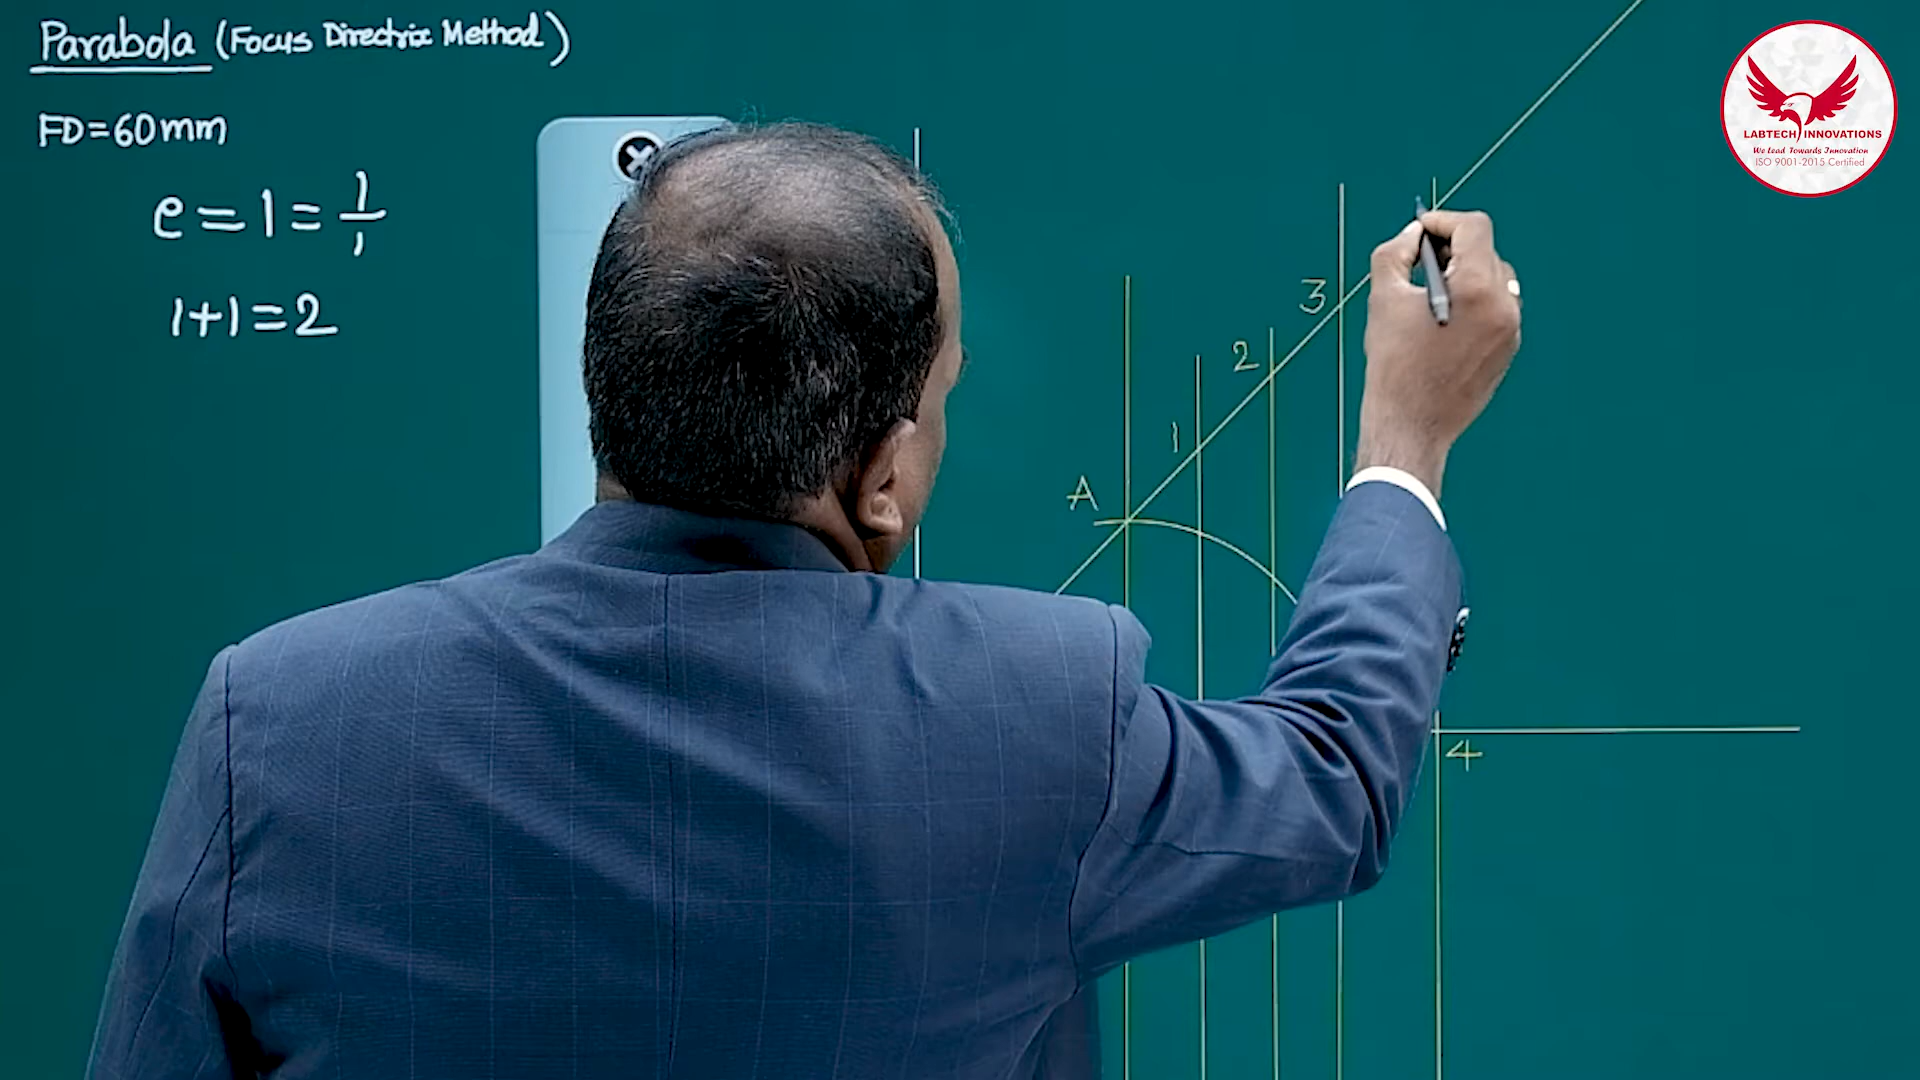 Parabola (Focus Directrix Method)
FD=60mm
e=1=1/1
1+1=2
3
2
1
A
4
LABTECH INNOVATIONS
We Lead Towards Innovation
ISO 9001-2015 Certified